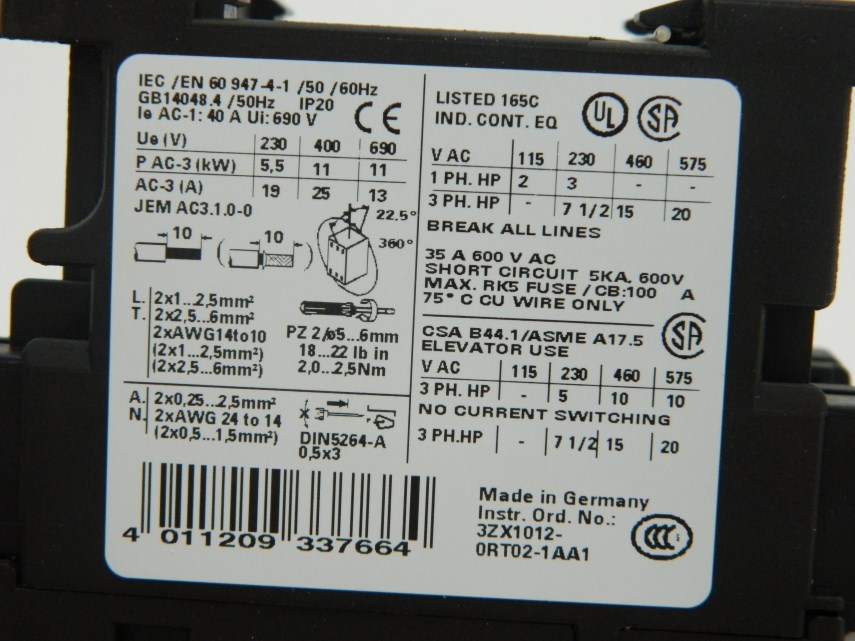 IEC /EN 60 947-4-1 /50 /60Hz
GB14048.4 /50Hz IP20
Ie AC-1: 40 A Ui: 690 V
CE
Ue (V) 230 400 690
P AC-3 (kW) 5,5 11 11
AC-3 (A) 19 25 13
JEM AC3.1.0-0
22.5°
10 10
360°
L. 2x1...2,5mm²
T. 2x2,5...6mm²
2xAWG14to10
(2x1...2,5mm²)
(2x2,5...6mm²)
PZ 2/ø5...6mm
18...22 lb in
2,0...2,5Nm
A. 2x0,25...2,5mm²
N. 2xAWG 24 to 14
(2x0,5...1,5mm²)
DIN5264-A
0,5x3
4 011209 337664
LISTED 165C
IND. CONT. EQ
UL SA
V AC 115 230 460 575
1 PH. HP 2 3 - -
3 PH. HP - 7 1/2 15 20
BREAK ALL LINES
35 A 600 V AC
SHORT CIRCUIT 5KA, 600V
MAX. RK5 FUSE / CB:100 A
75° C CU WIRE ONLY
CSA B44.1/ASME A17.5
ELEVATOR USE
SA
V AC 115 230 460 575
3 PH. HP - 5 10 10
NO CURRENT SWITCHING
3 PH.HP - 7 1/2 15 20
Made in Germany
Instr. Ord. No.:
3ZX1012-
0RT02-1AA1
CCC